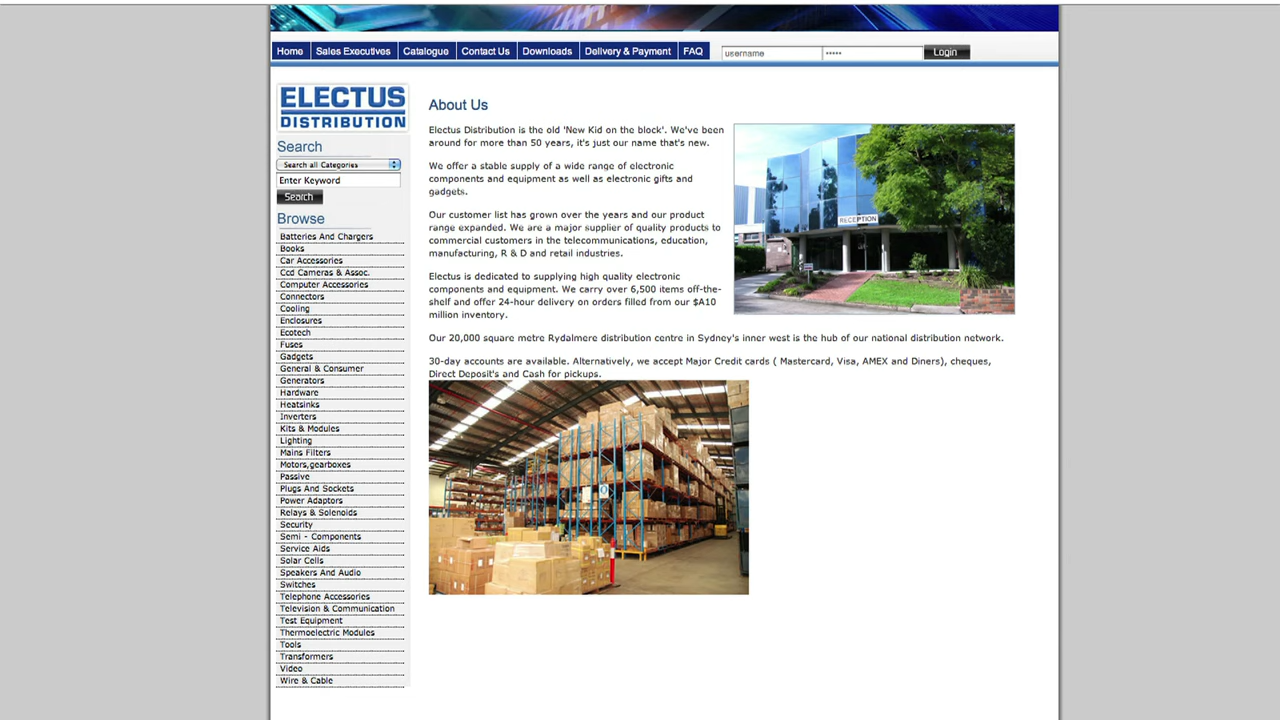 Home Sales Executives Catalogue Contact Us Downloads Delivery & Payment FAQ username ••••• Login
ELECTUS
DISTRIBUTION
Search
Search all Categories
Enter Keyword
Search
Browse
Batteries And Chargers
Books
Car Accessories
Ccd Cameras & Assoc.
Computer Accessories
Connectors
Cooling
Enclosures
Ecotech
Fuses
Gadgets
General & Consumer
Generators
Hardware
Heatsinks
Inverters
Kits & Modules
Lighting
Mains Filters
Motors,gearboxes
Passive
Plugs And Sockets
Power Adaptors
Relays & Solenoids
Security
Semi - Components
Service Aids
Solar Cells
Speakers And Audio
Switches
Telephone Accessories
Television & Communication
Test Equipment
Thermoelectric Modules
Tools
Transformers
Video
Wire & Cable
About Us
Electus Distribution is the old 'New Kid on the block'. We've been
around for more than 50 years, it's just our name that's new.
We offer a stable supply of a wide range of electronic
components and equipment as well as electronic gifts and
gadgets.
Our customer list has grown over the years and our product
range expanded. We are a major supplier of quality products to
commercial customers in the telecommunications, education,
manufacturing, R & D and retail industries.
Electus is dedicated to supplying high quality electronic
components and equipment. We carry over 6,500 items off-the-
shelf and offer 24-hour delivery on orders filled from our $A10
million inventory.
RECEPTION
Our 20,000 square metre Rydalmere distribution centre in Sydney's inner west is the hub of our national distribution network.
30-day accounts are available. Alternatively, we accept Major Credit cards ( Mastercard, Visa, AMEX and Diners), cheques,
Direct Deposit's and Cash for pickups.